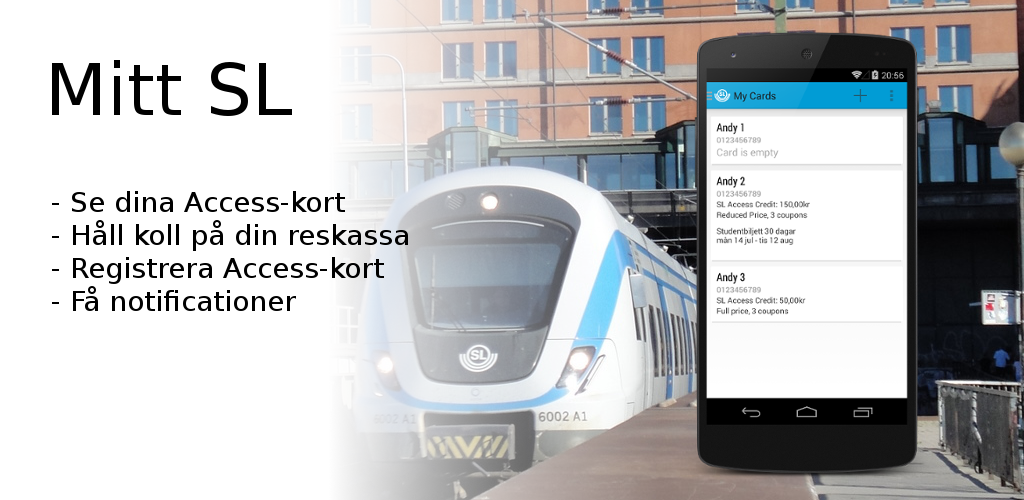 Mitt SL
- Se dina Access-kort
- Håll koll på din reskassa
- Registrera Access-kort
- Få notificationer
SL
6002 A1
6002 A1
20:56
SL My Cards
Andy 1
0123456789
Card is empty
Andy 2
0123456789
SL Access Credit: 150,00kr
Reduced Price, 3 coupons
Studentbiljett 30 dagar
mån 14 jul - tis 12 aug
Andy 3
0123456789
SL Access Credit: 50,00kr
Full price, 3 coupons